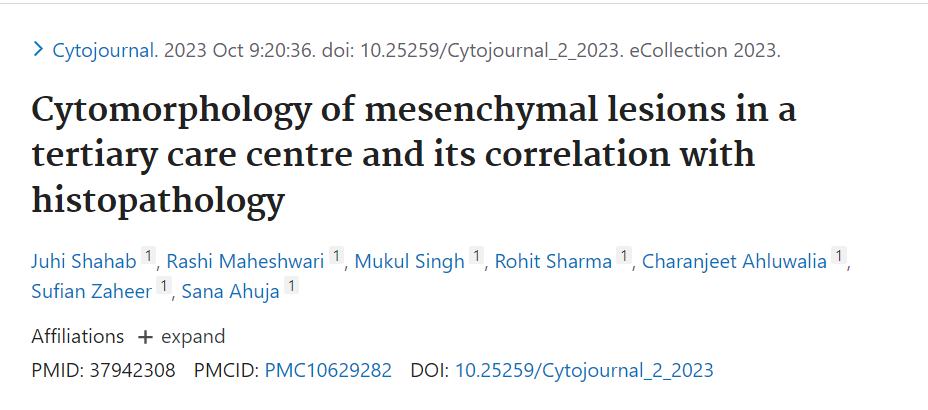 Cytojournal. 2023 Oct 9:20:36. doi: 10.25259/Cytojournal_2_2023. eCollection 2023.
Cytomorphology of mesenchymal lesions in a
tertiary care centre and its correlation with
histopathology
Juhi Shahab 1, Rashi Maheshwari 1, Mukul Singh 1, Rohit Sharma 1, Charanjeet Ahluwalia 1,
Sufian Zaheer 1, Sana Ahuja 1
Affiliations + expand
PMID: 37942308 PMCID: PMC10629282 DOI: 10.25259/Cytojournal_2_2023